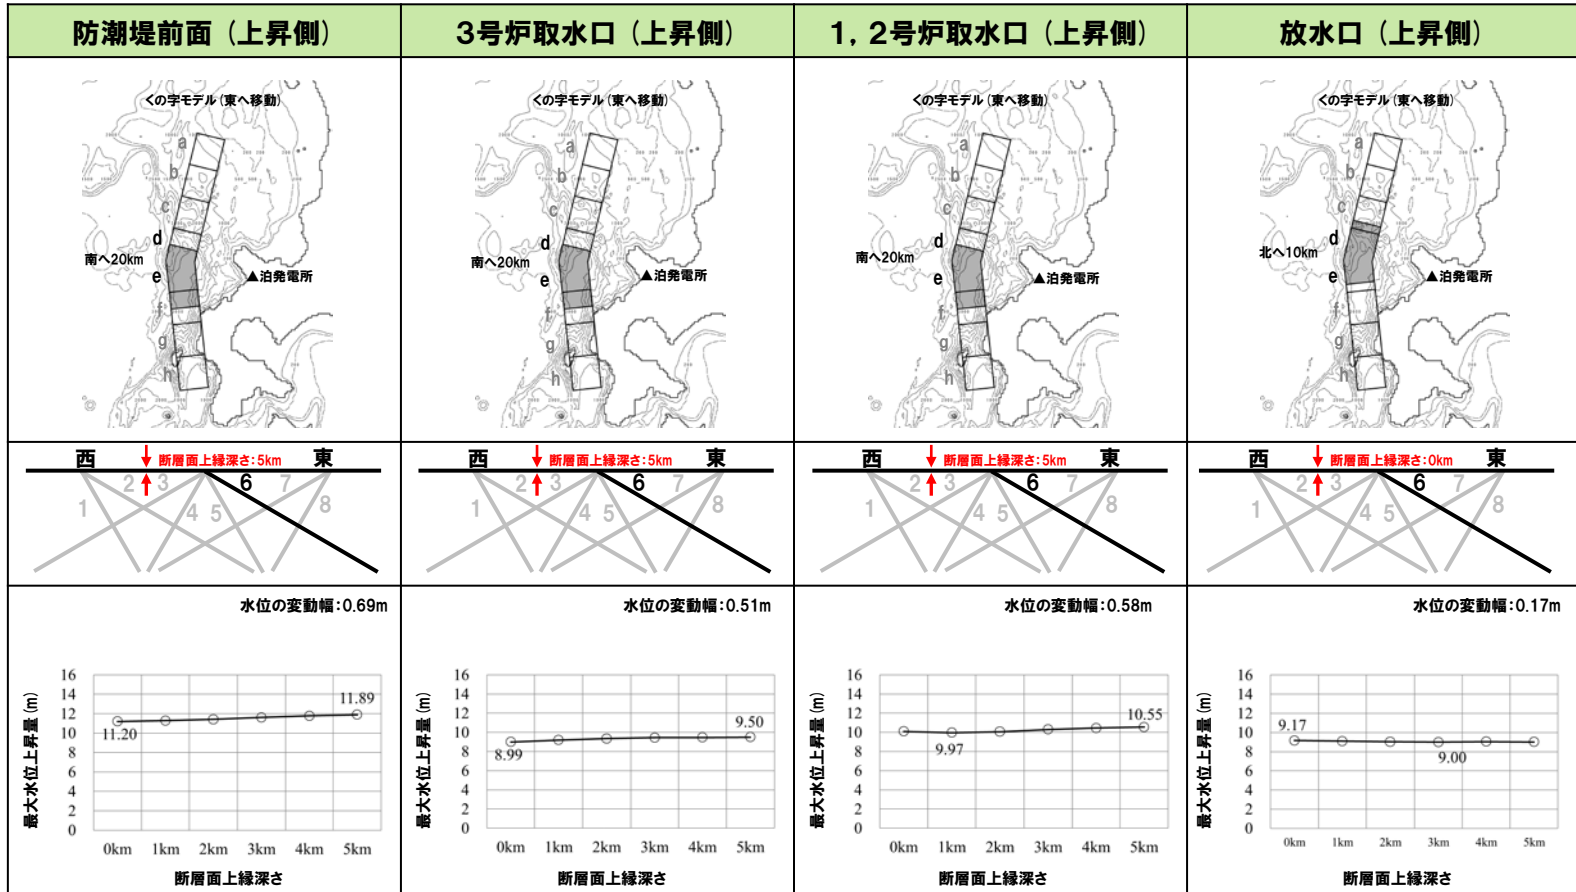 防潮堤前面（上昇側）
3号炉取水口（上昇側）
1，2号炉取水口（上昇側）
放水口（上昇側）
くの字モデル（東へ移動）
a
b
c
d
南へ20km
e
▲泊発電所
f
g
h
くの字モデル（東へ移動）
a
b
c
d
南へ20km
e
▲泊発電所
f
g
h
くの字モデル（東へ移動）
a
b
c
d
南へ20km
e
▲泊発電所
f
g
h
くの字モデル（東へ移動）
a
b
c
d
北へ10km
e
▲泊発電所
f
g
h
西 断層面上縁深さ：5km 東
1 2 3 4 5 6 7 8
西 断層面上縁深さ：5km 東
1 2 3 4 5 6 7 8
西 断層面上縁深さ：5km 東
1 2 3 4 5 6 7 8
西 断層面上縁深さ：0km 東
1 2 3 4 5 6 7 8
水位の変動幅：0.69m
最大水位上昇量（m）
16
14
12
10
8
6
4
2
0
11.20
11.89
0km 1km 2km 3km 4km 5km
断層面上縁深さ
水位の変動幅：0.51m
最大水位上昇量（m）
16
14
12
10
8
6
4
2
0
8.99
9.50
0km 1km 2km 3km 4km 5km
断層面上縁深さ
水位の変動幅：0.58m
最大水位上昇量（m）
16
14
12
10
8
6
4
2
0
9.97
10.55
0km 1km 2km 3km 4km 5km
断層面上縁深さ
水位の変動幅：0.17m
最大水位上昇量（m）
16
14
12
10
8
6
4
2
0
9.17
9.00
0km 1km 2km 3km 4km 5km
断層面上縁深さ